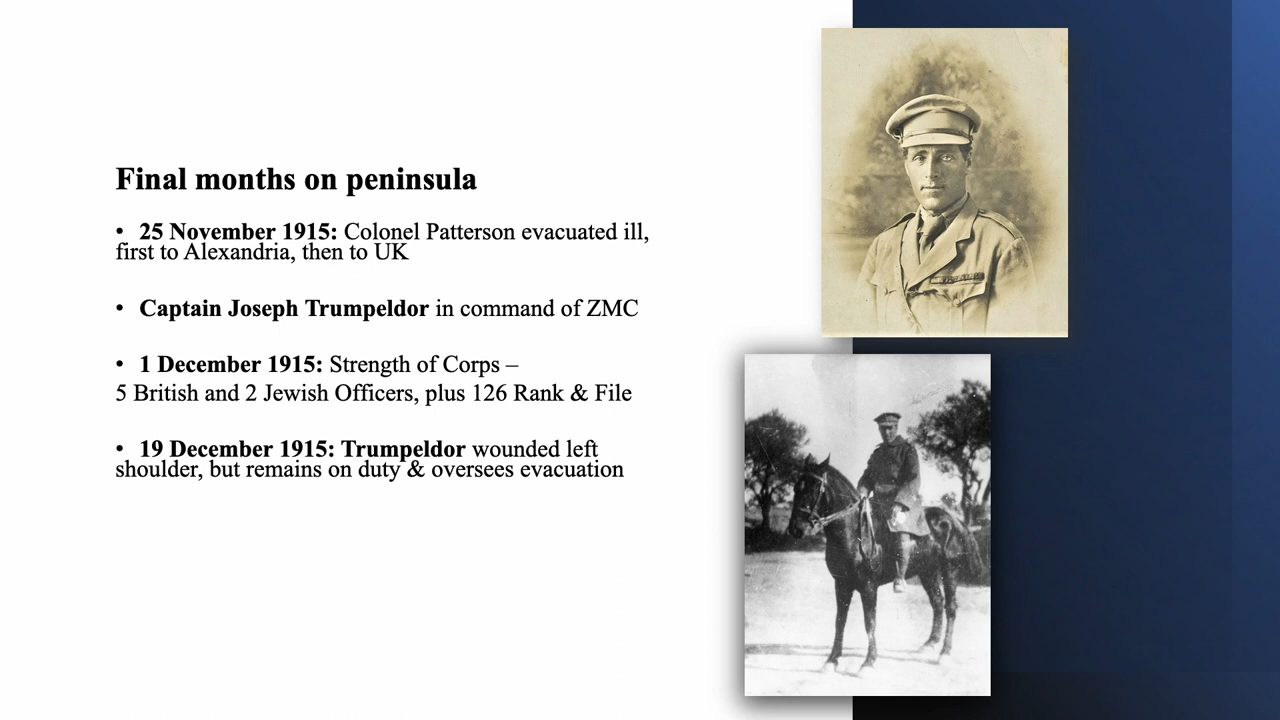 Final months on peninsula
• 25 November 1915: Colonel Patterson evacuated ill,
first to Alexandria, then to UK
• Captain Joseph Trumpeldor in command of ZMC
• 1 December 1915: Strength of Corps –
5 British and 2 Jewish Officers, plus 126 Rank & File
• 19 December 1915: Trumpeldor wounded left
shoulder, but remains on duty & oversees evacuation